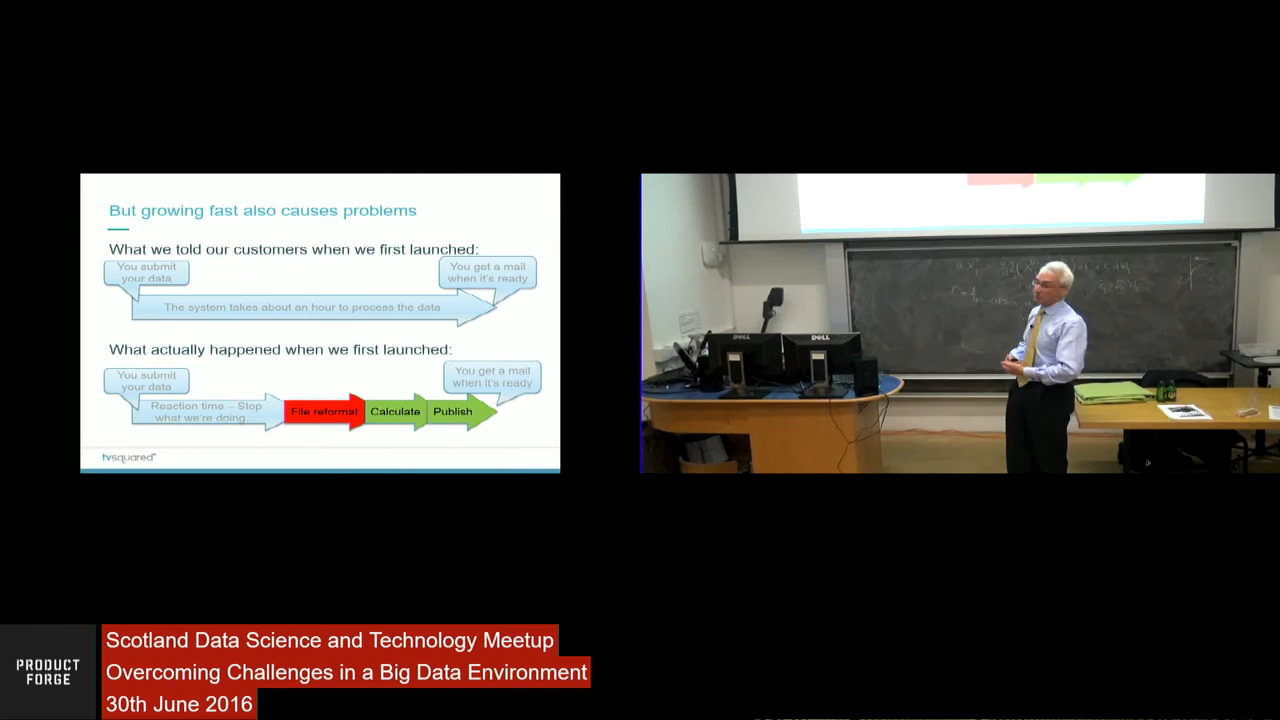 But growing fast also causes problems
What we told our customers when we first launched:
You submit
your data
You get a mail
when it's ready
The system takes about an hour to process the data
What actually happened when we first launched:
You submit
your data
You get a mail
when it's ready
Reaction time – Stop
what we're doing...
File reformat
Calculate
Publish
tvsquared
DELL
DELL
PRODUCT
FORGE
Scotland Data Science and Technology Meetup
Overcoming Challenges in a Big Data Environment
30th June 2016